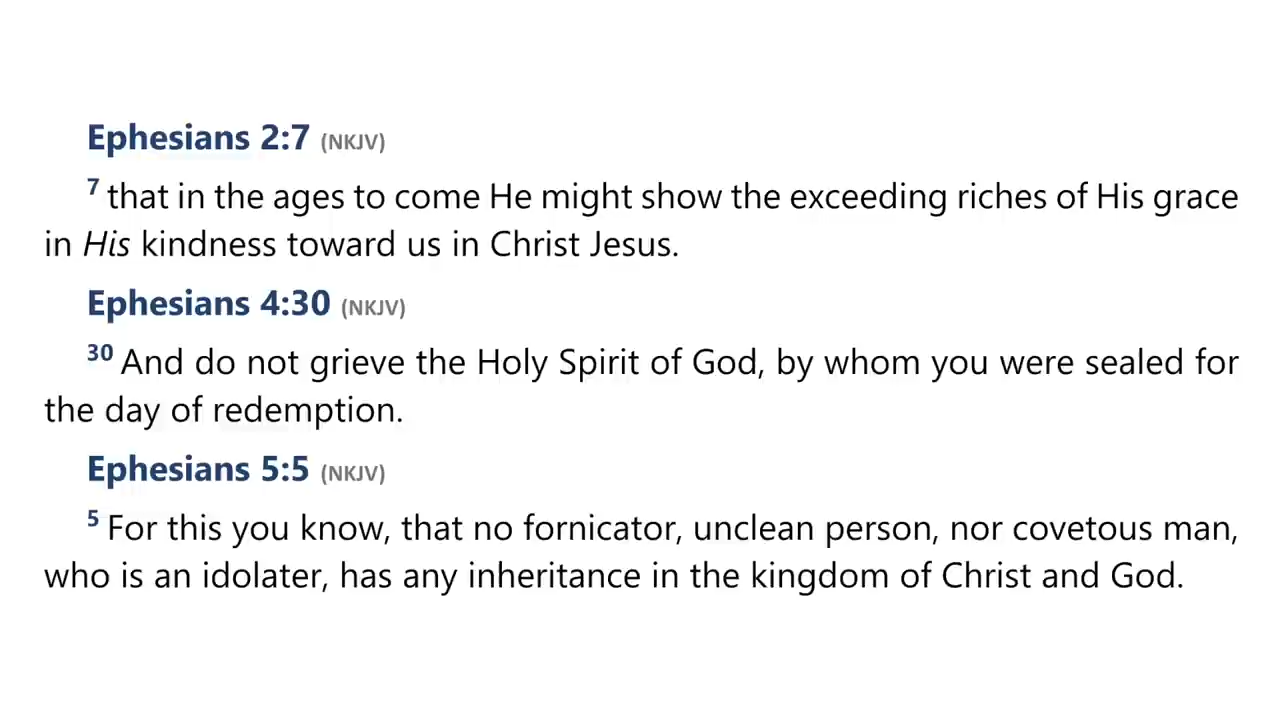 Ephesians 2:7 (NKJV)
7 that in the ages to come He might show the exceeding riches of His grace
in His kindness toward us in Christ Jesus.
Ephesians 4:30 (NKJV)
30 And do not grieve the Holy Spirit of God, by whom you were sealed for
the day of redemption.
Ephesians 5:5 (NKJV)
5 For this you know, that no fornicator, unclean person, nor covetous man,
who is an idolater, has any inheritance in the kingdom of Christ and God.